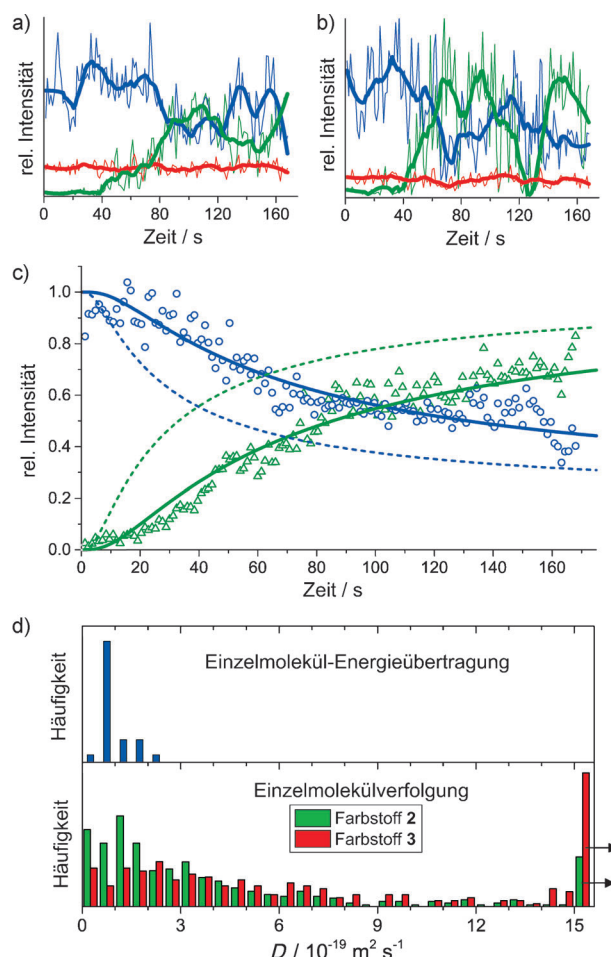 a)
rel. Intensität
0 40 80 120 160
Zeit / s
b)
rel. Intensität
0 40 80 120 160
Zeit / s
c)
rel. Intensität
1.0
0.8
0.6
0.4
0.2
0.0
0 20 40 60 80 100 120 140 160
Zeit / s
d)
Häufigkeit
Einzelmolekül-Energieübertragung
Häufigkeit
Einzelmolekülverfolgung
Farbstoff 2
Farbstoff 3
0 3 6 9 12 15
D / 10⁻¹⁹ m² s⁻¹